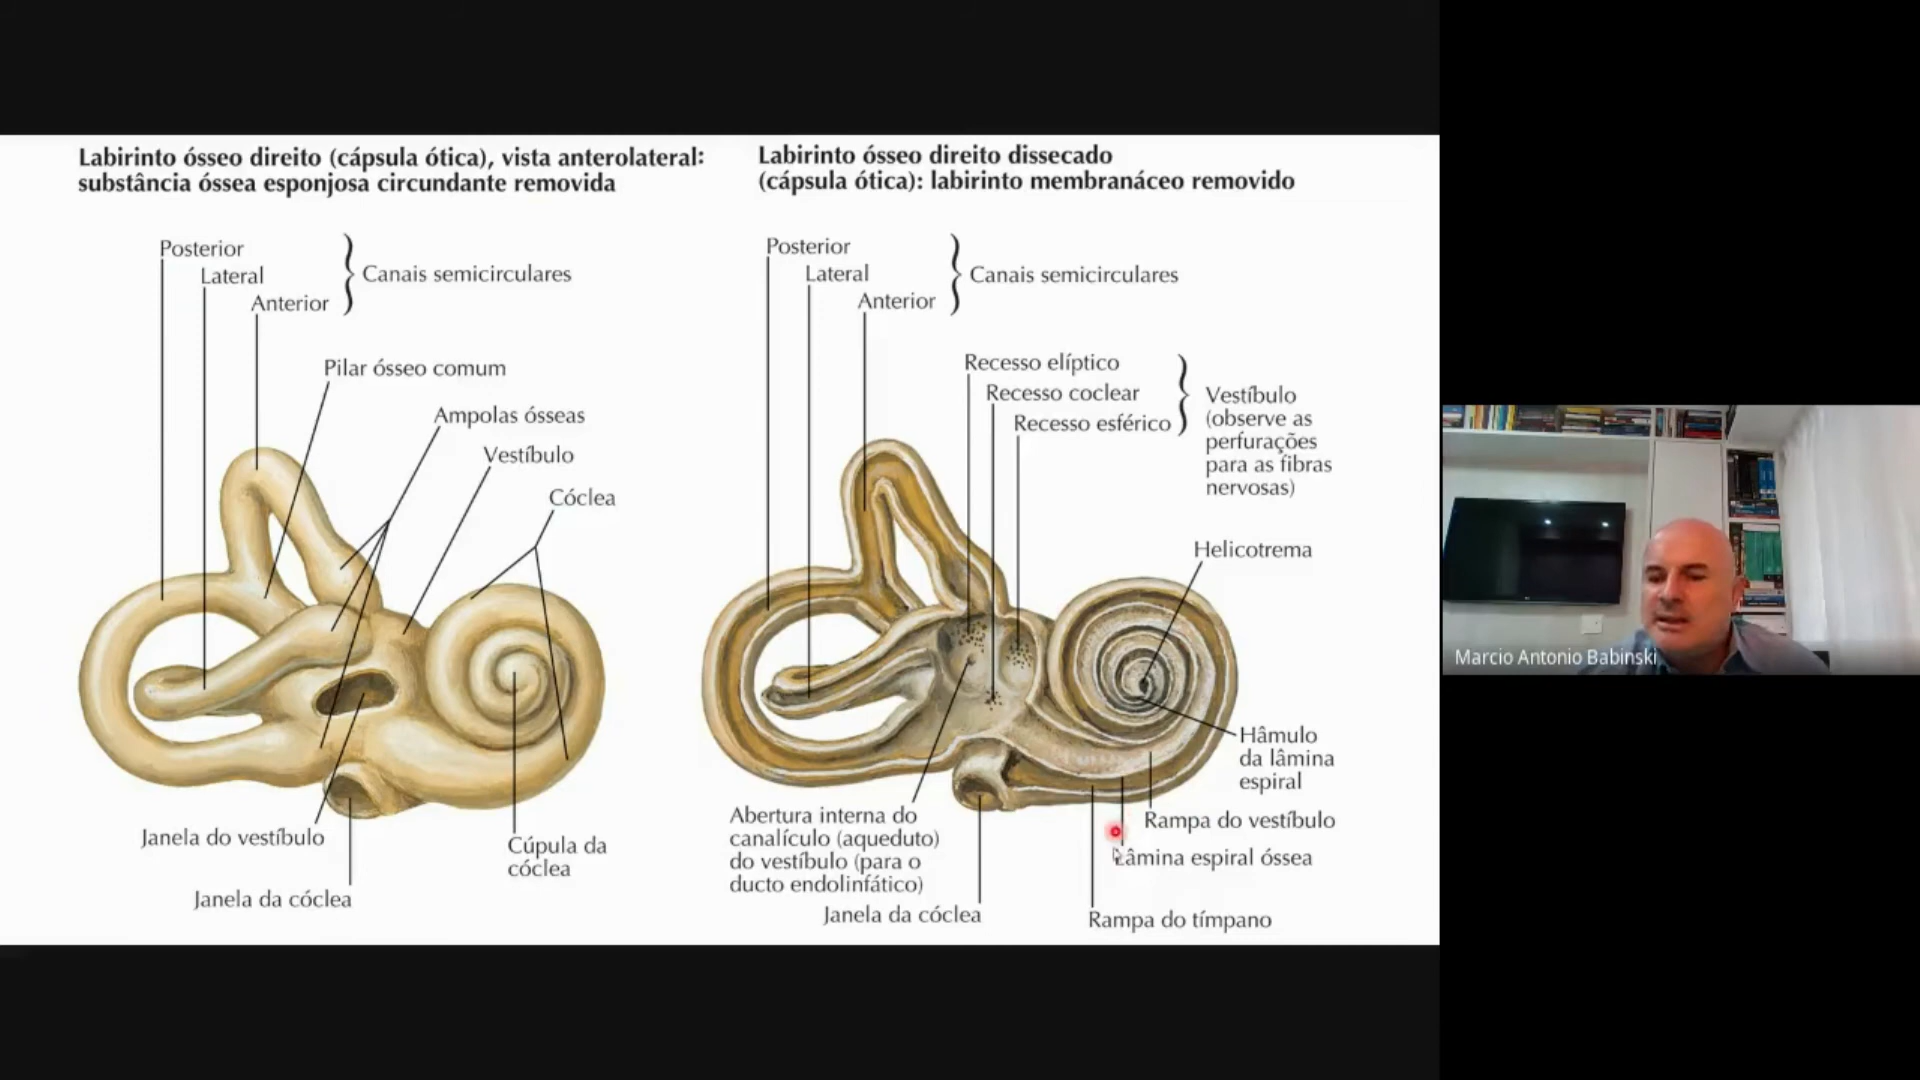 Labirinto ósseo direito (cápsula ótica), vista anterolateral:
substância óssea esponjosa circundante removida
Posterior
Lateral
Anterior
Canais semicirculares
Pilar ósseo comum
Ampolas ósseas
Vestíbulo
Cóclea
Janela do vestíbulo
Janela da cóclea
Cúpula da
cóclea
Labirinto ósseo direito dissecado
(cápsula ótica): labirinto membranáceo removido
Posterior
Lateral
Anterior
Canais semicirculares
Recesso elíptico
Recesso coclear
Recesso esférico
Vestíbulo
(observe as
perfurações
para as fibras
nervosas)
Helicotrema
Hâmulo
da lâmina
espiral
Rampa do vestíbulo
Lâmina espiral óssea
Rampa do tímpano
Abertura interna do
canalículo (aqueduto)
do vestíbulo (para o
ducto endolinfático)
Janela da cóclea
Marcio Antonio Babinski